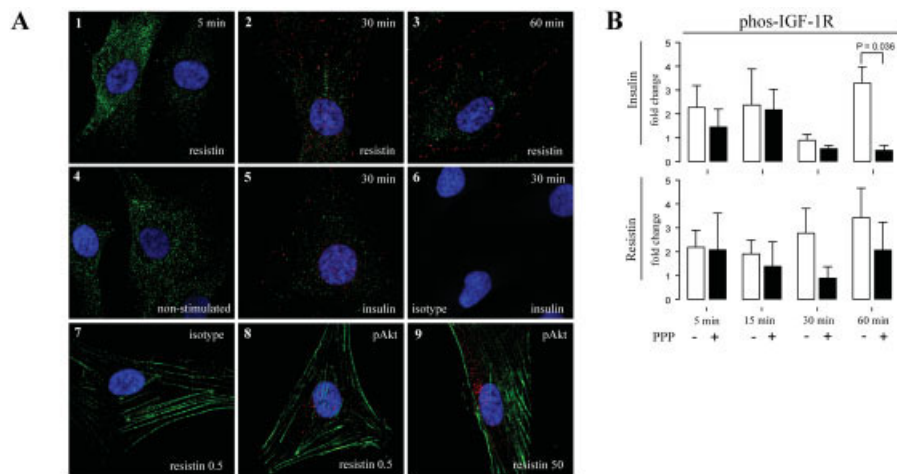 A
1 5 min
resistin
2 30 min
resistin
3 60 min
resistin
4
non-stimulated
5 30 min
insulin
6 30 min
isotype insulin
7 isotype
resistin 0.5
8 pAkt
resistin 0.5
9 pAkt
resistin 50
B
phos-IGF-1R
Insulin
fold change
5
4
3
2
1
0
P = 0.036
Resistin
fold change
5
4
3
2
1
0
5 min 15 min 30 min 60 min
PPP - + - + - + - +